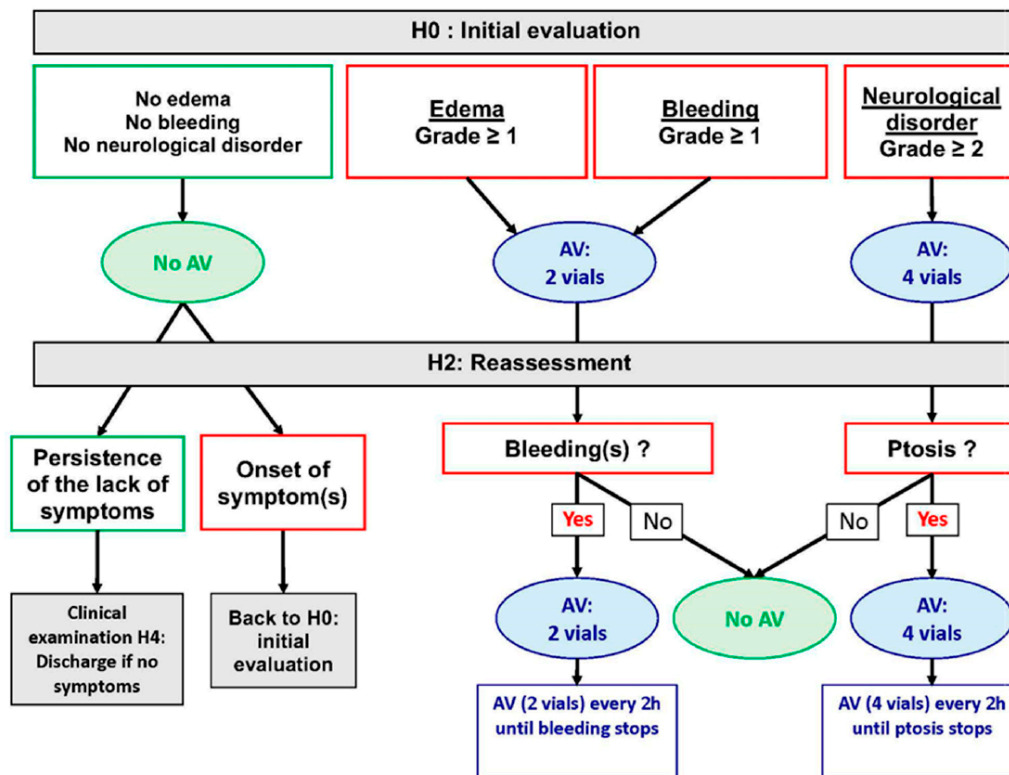 H0 : Initial evaluation
No edema
No bleeding
No neurological disorder
Edema
Grade ≥ 1
Bleeding
Grade ≥ 1
Neurological
disorder
Grade ≥ 2
No AV
AV:
2 vials
AV:
4 vials
H2: Reassessment
Persistence
of the lack of
symptoms
Onset of
symptom(s)
Bleeding(s) ?
Ptosis ?
Yes
No
No
Yes
Clinical
examination H4:
Discharge if no
symptoms
Back to H0:
initial
evaluation
AV:
2 vials
No AV
AV:
4 vials
AV (2 vials) every 2h
until bleeding stops
AV (4 vials) every 2h
until ptosis stops